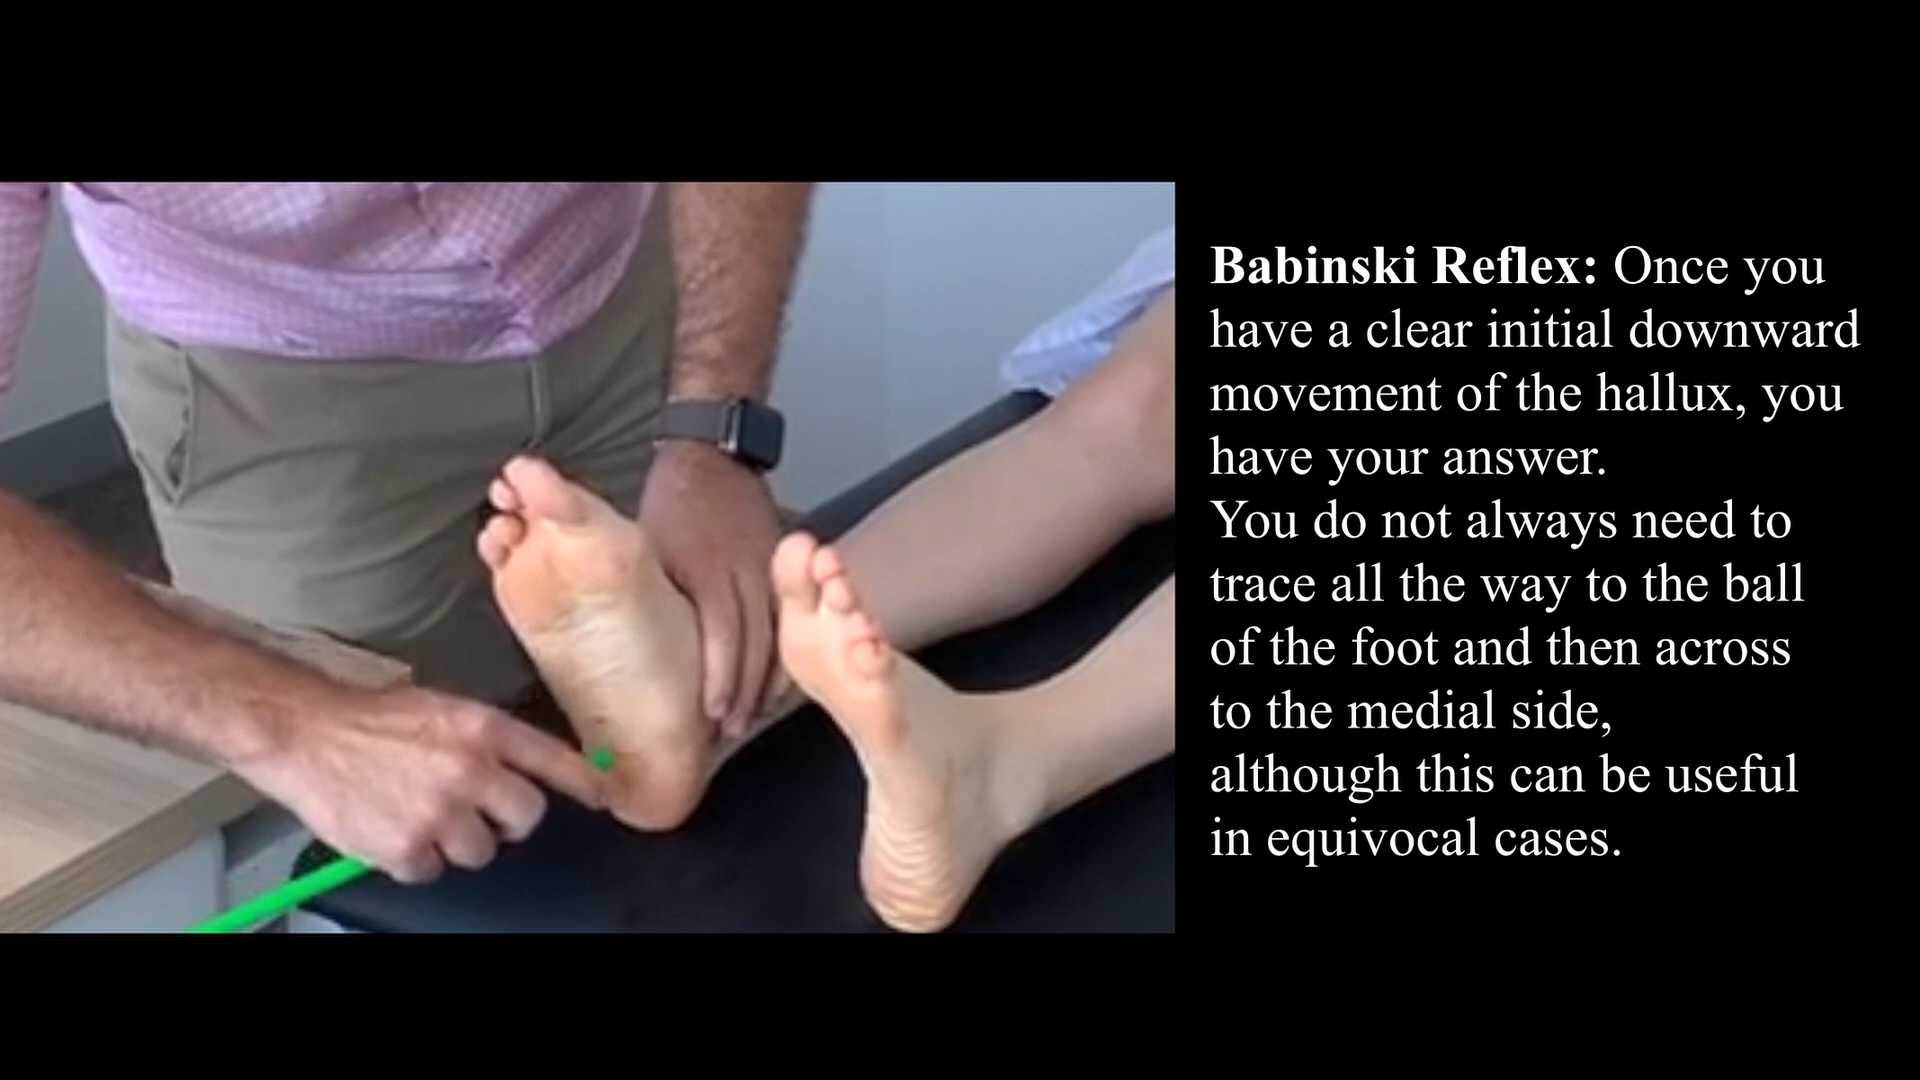 Babinski Reflex: Once you
have a clear initial downward
movement of the hallux, you
have your answer.
You do not always need to
trace all the way to the ball
of the foot and then across
to the medial side,
although this can be useful
in equivocal cases.